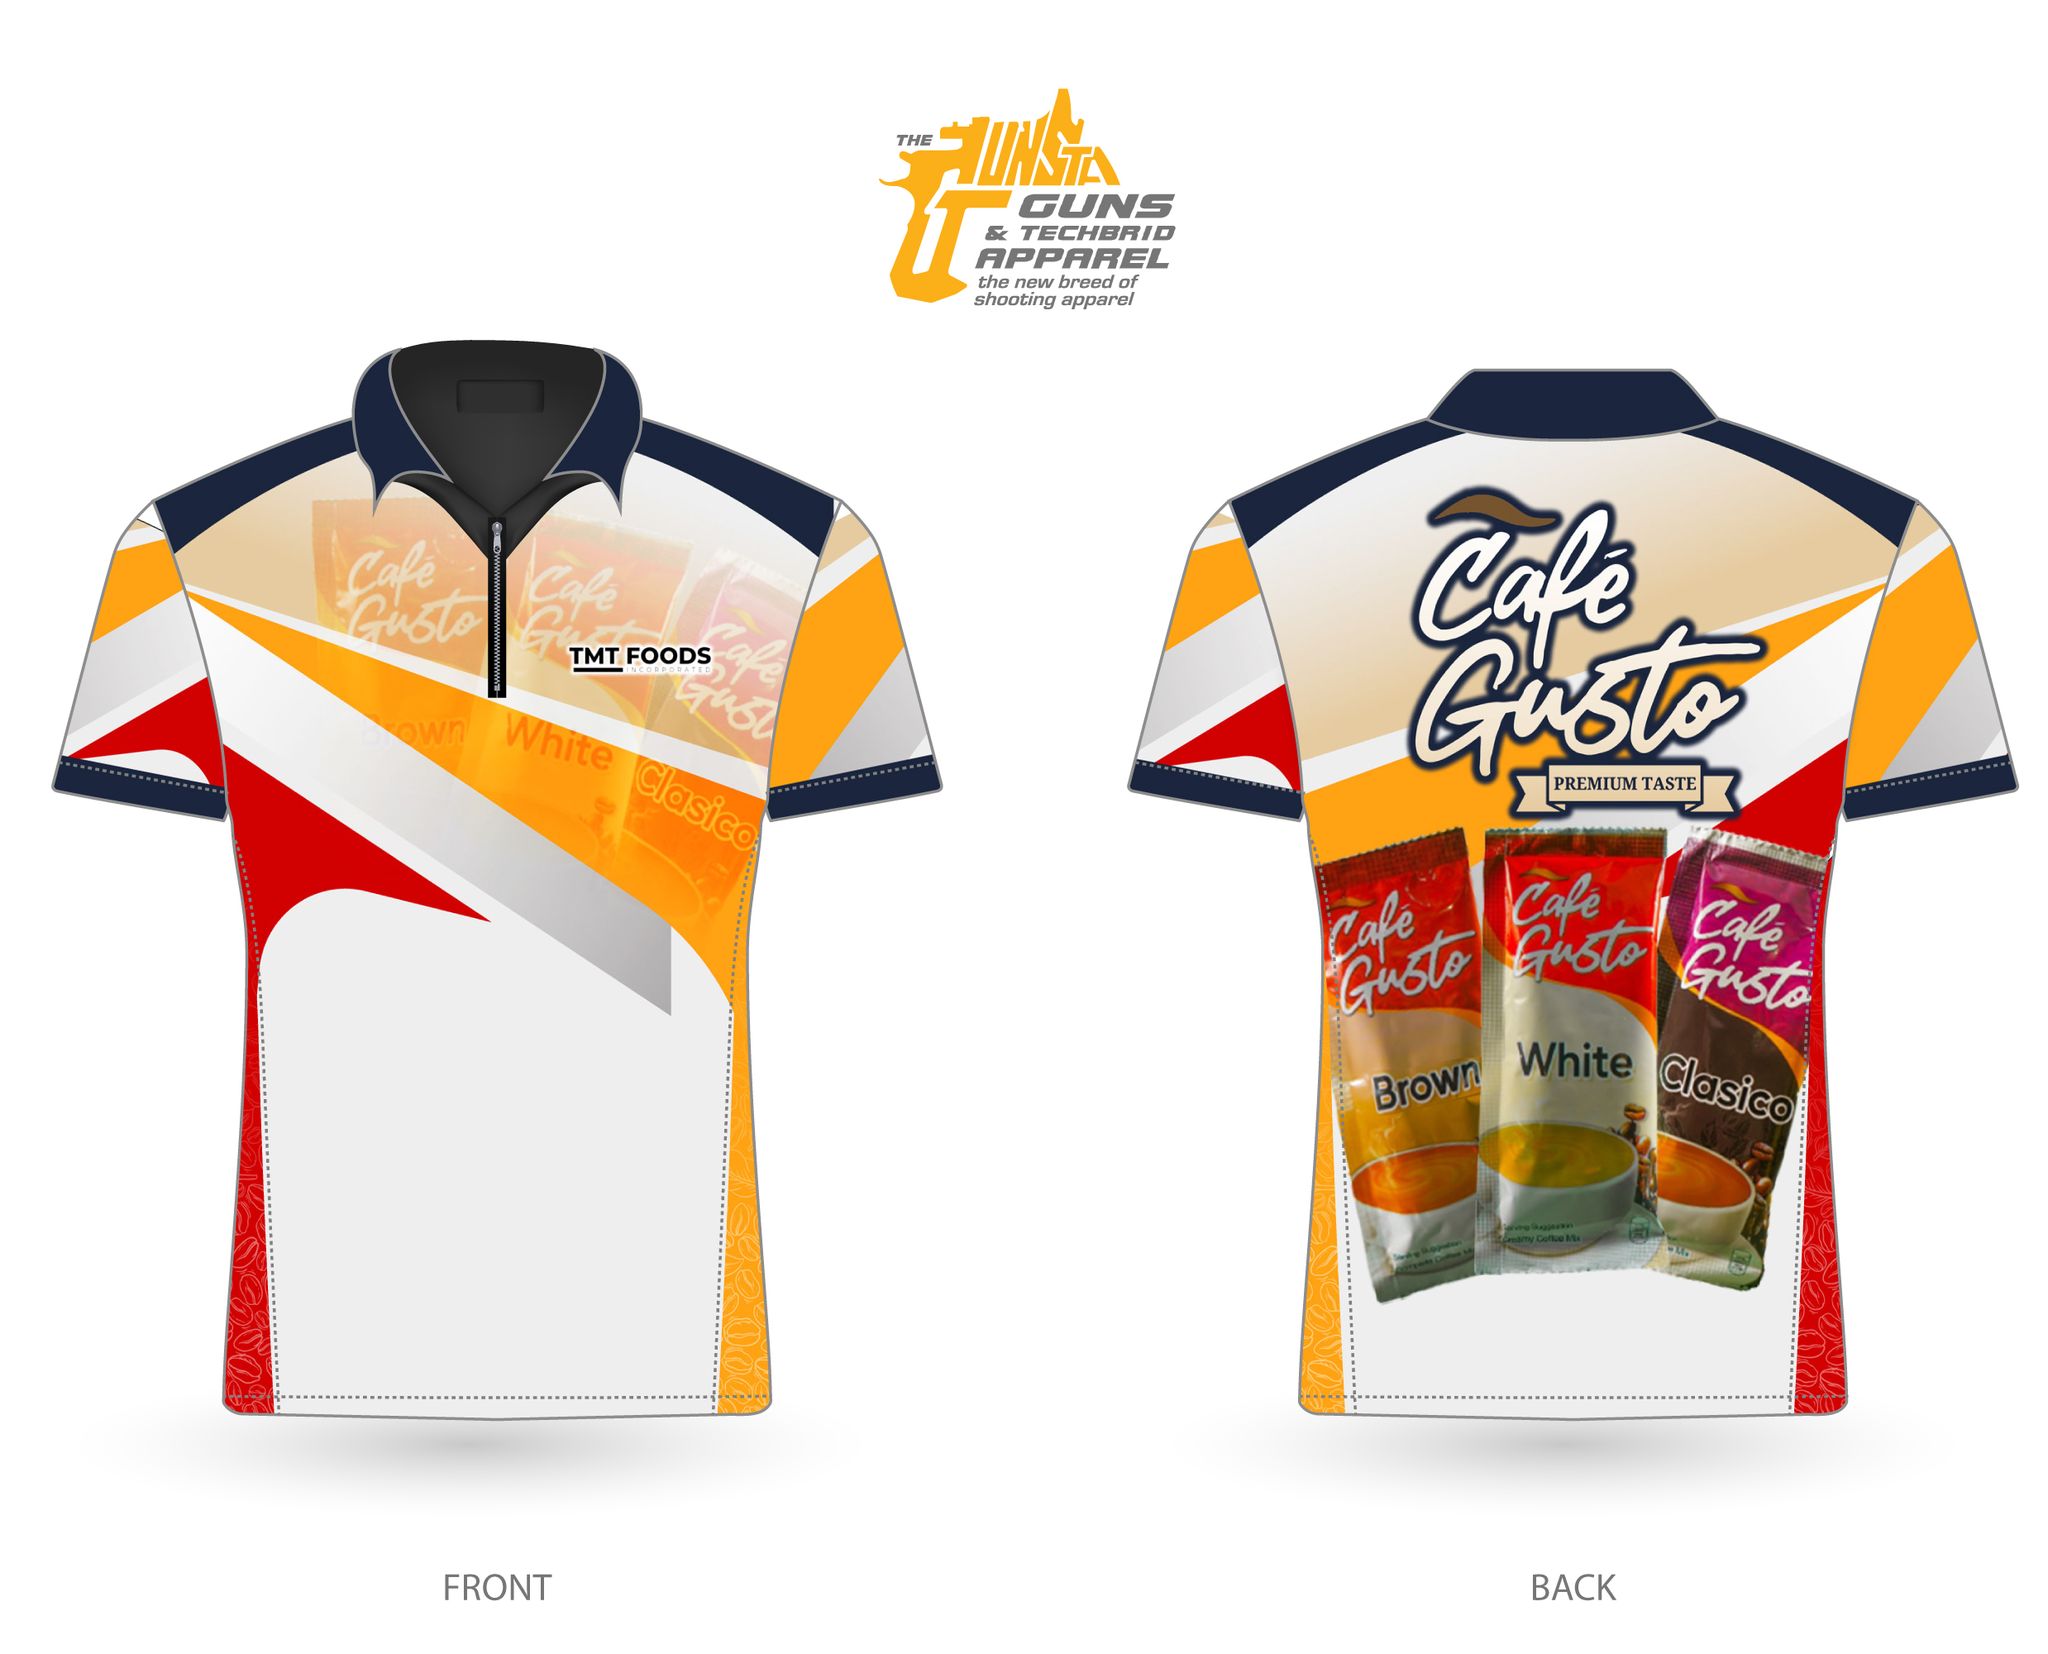 THE
GUNSTA
GUNS
& TECHBRID
APPAREL
the new breed of
shooting apparel
Café
Gusto
Café
Gusto
Café
Gusto
TMT FOODS
INCORPORATED
Brown
White
Clasico
Café
Gusto
PREMIUM TASTE
Café
Gusto
Brown
Café
Gusto
White
Serving Suggestion
Creamy Coffee Mix
Café
Gusto
Clasico
Serving Suggestion
FRONT
BACK